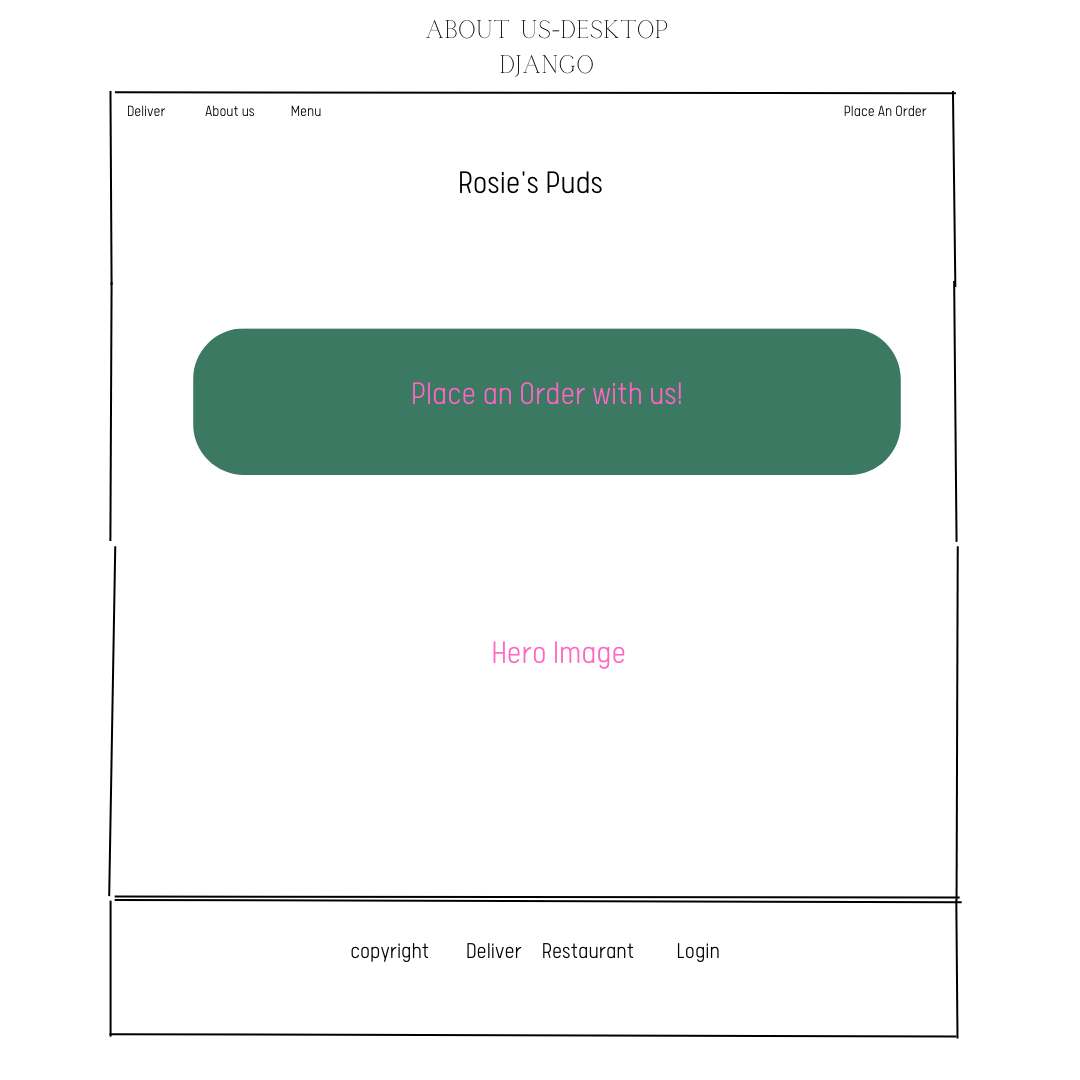 ABOUT US-DESKTOP
DJANGO
Deliver About us Menu Place An Order
Rosie's Puds
Place an Order with us!
Hero Image
copyright Deliver Restaurant Login